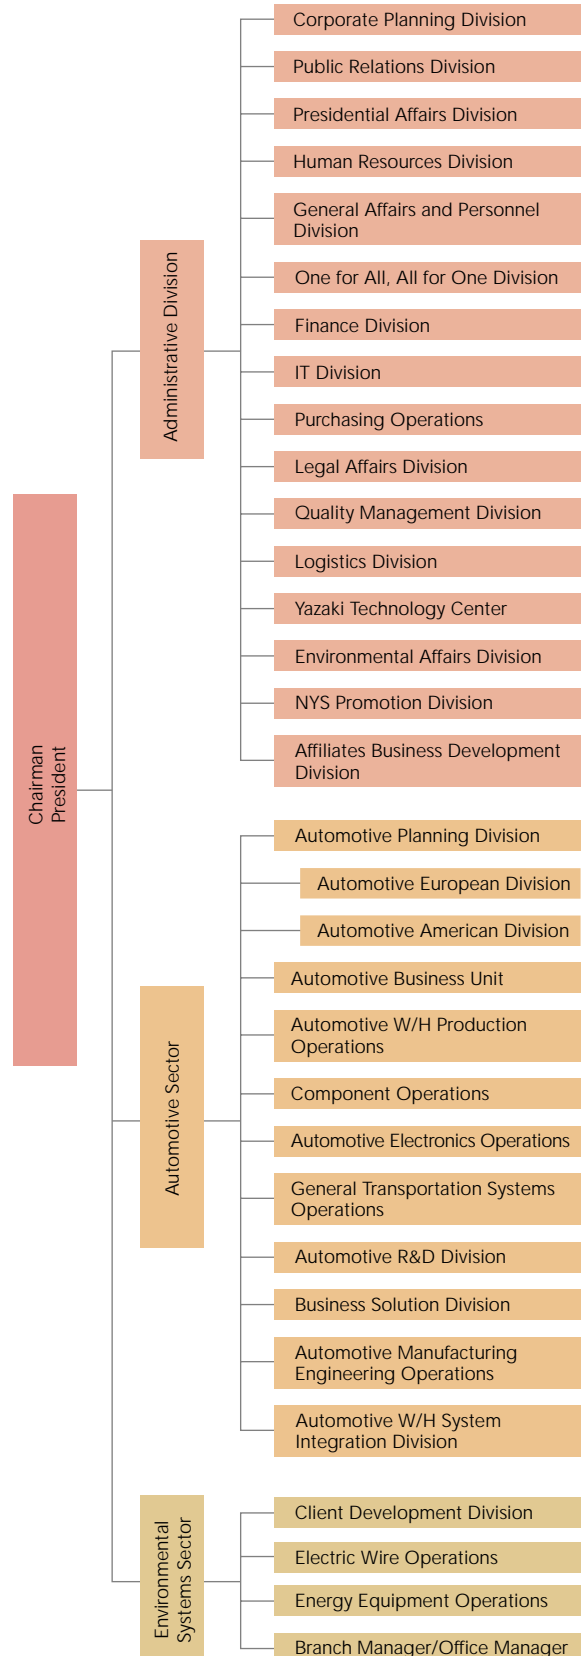 Chairman
President
Administrative Division
Corporate Planning Division
Public Relations Division
Presidential Affairs Division
Human Resources Division
General Affairs and Personnel
Division
One for All, All for One Division
Finance Division
IT Division
Purchasing Operations
Legal Affairs Division
Quality Management Division
Logistics Division
Yazaki Technology Center
Environmental Affairs Division
NYS Promotion Division
Affiliates Business Development
Division
Automotive Sector
Automotive Planning Division
Automotive European Division
Automotive American Division
Automotive Business Unit
Automotive W/H Production
Operations
Component Operations
Automotive Electronics Operations
General Transportation Systems
Operations
Automotive R&D Division
Business Solution Division
Automotive Manufacturing
Engineering Operations
Automotive W/H System
Integration Division
Environmental
Systems Sector
Client Development Division
Electric Wire Operations
Energy Equipment Operations
Branch Manager/Office Manager